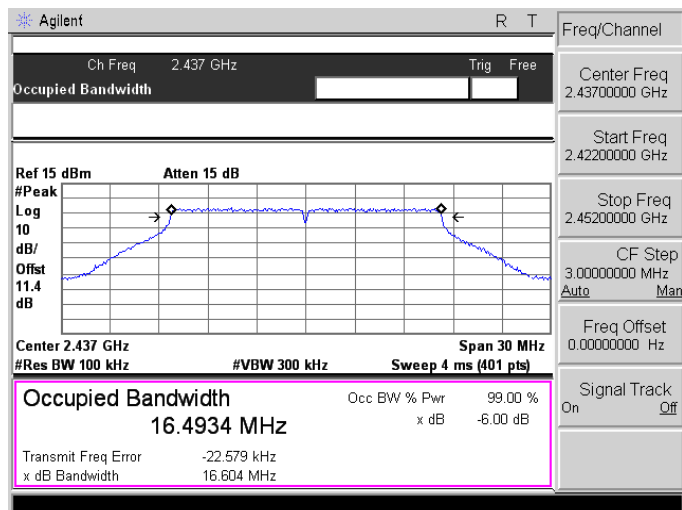 Agilent R T
Freq/Channel
Ch Freq 2.437 GHz Trig Free
Occupied Bandwidth
Center Freq
2.43700000 GHz
Start Freq
2.42200000 GHz
Stop Freq
2.45200000 GHz
CF Step
3.00000000 MHz
Auto Man
Freq Offset
0.00000000 Hz
Signal Track
On Off
Ref 15 dBm Atten 15 dB
#Peak
Log
10
dB/
Offst
11.4
dB
Center 2.437 GHz Span 30 MHz
#Res BW 100 kHz #VBW 300 kHz Sweep 4 ms (401 pts)
Occupied Bandwidth
16.4934 MHz
Occ BW % Pwr 99.00 %
x dB -6.00 dB
Transmit Freq Error -22.579 kHz
x dB Bandwidth 16.604 MHz